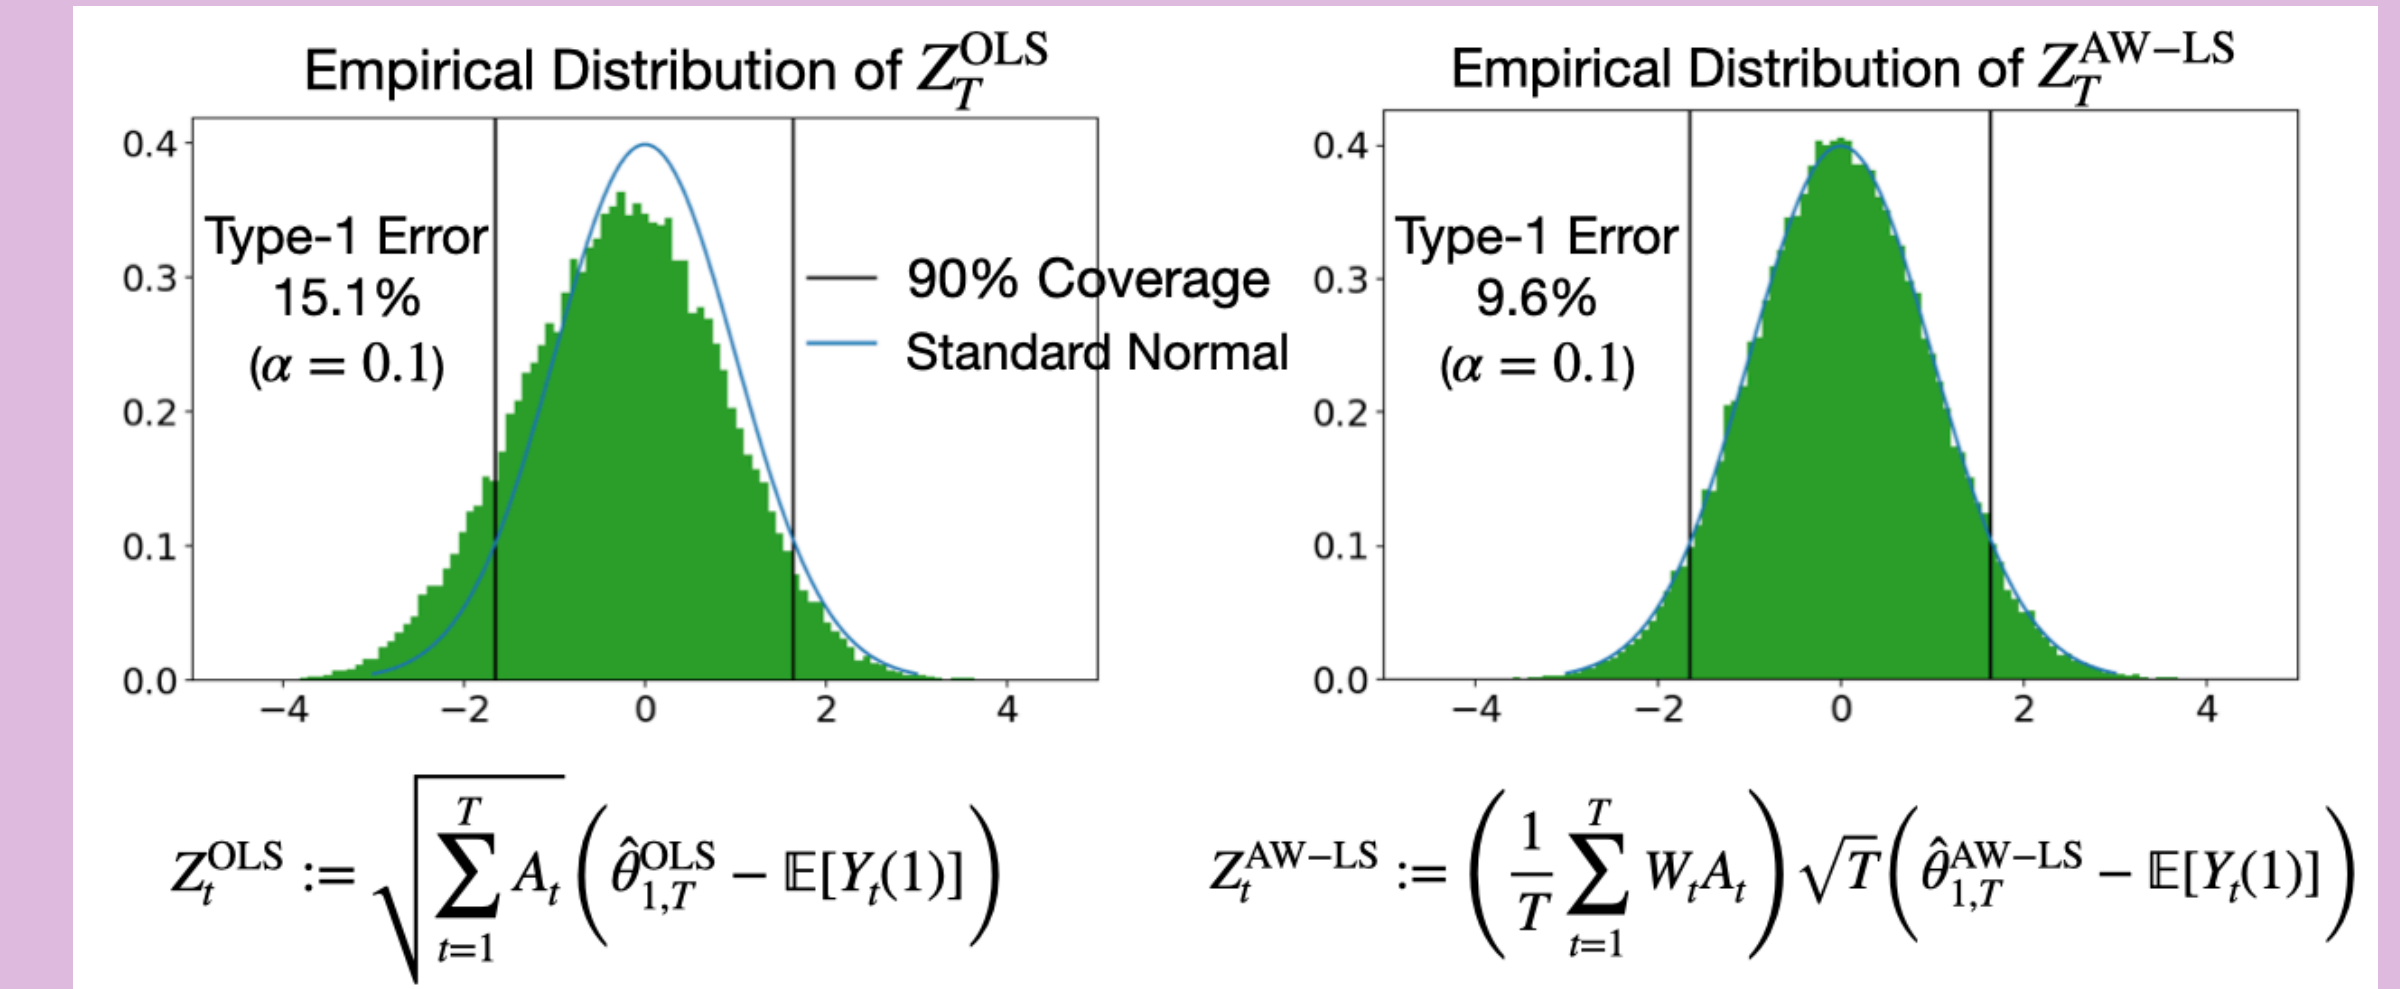 Empirical Distribution of Z_T^OLS
0.4
0.3
0.2
0.1
0.0
Type-1 Error
15.1%
(α = 0.1)
90% Coverage
Standard Normal
−4 −2 0 2 4
Z_t^OLS := √(∑_{t=1}^T A_t) (θ̂_{1,T}^OLS − 𝔼[Y_t(1)])
Empirical Distribution of Z_T^AW−LS
0.4
0.3
0.2
0.1
0.0
Type-1 Error
9.6%
(α = 0.1)
−4 −2 0 2 4
Z_t^AW−LS := (1/T ∑_{t=1}^T W_t A_t) √T (θ̂_{1,T}^AW−LS − 𝔼[Y_t(1)])